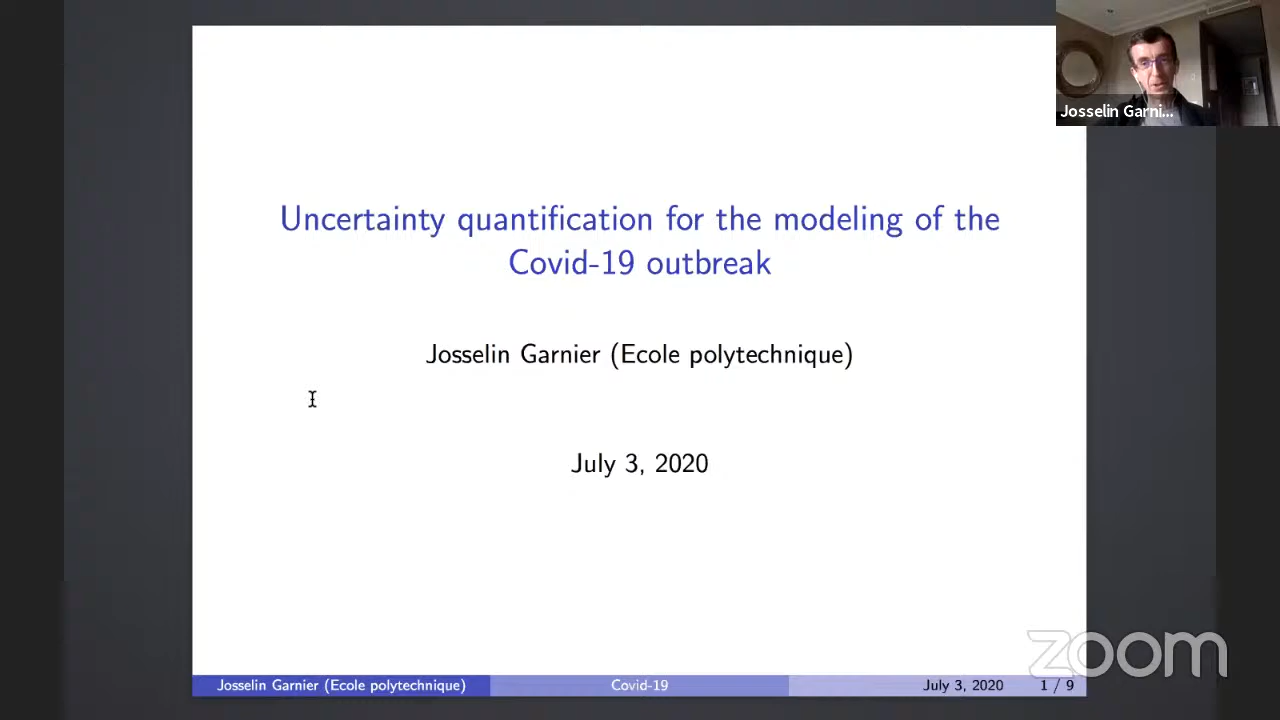 Josselin Garni...
Uncertainty quantification for the modeling of the
Covid-19 outbreak
Josselin Garnier (Ecole polytechnique)
July 3, 2020
zoom
Josselin Garnier (Ecole polytechnique) Covid-19 July 3, 2020 1 / 9